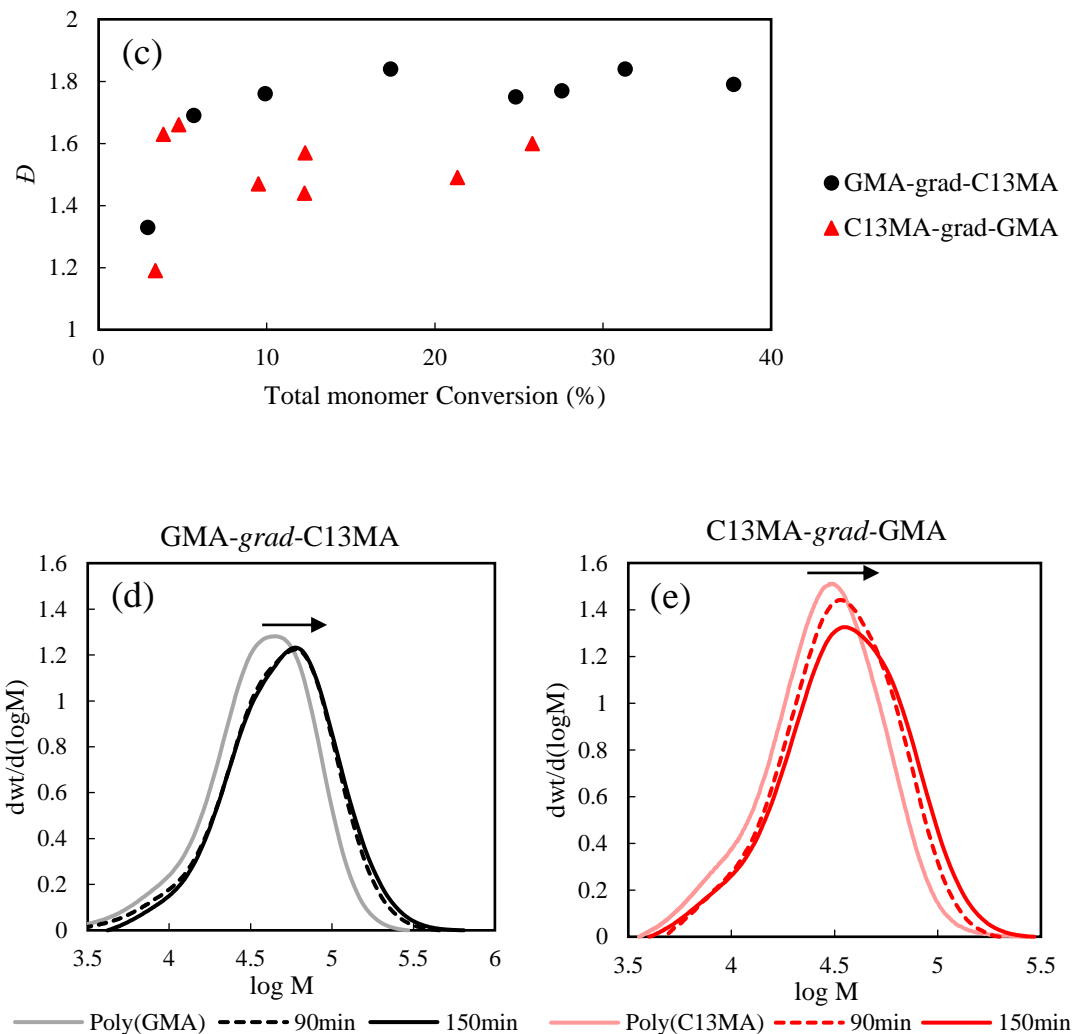 (c)
2
1.8
1.6
1.4
1.2
1
Đ
0 10 20 30 40
Total monomer Conversion (%)
GMA-grad-C13MA
C13MA-grad-GMA
GMA-grad-C13MA
(d)
1.6
1.4
1.2
1
0.8
0.6
0.4
0.2
0
dwt/d(logM)
3.5 4 4.5 5 5.5 6
log M
Poly(GMA) 90min 150min
C13MA-grad-GMA
(e)
1.6
1.4
1.2
1
0.8
0.6
0.4
0.2
0
dwt/d(logM)
3.5 4 4.5 5 5.5
log M
Poly(C13MA) 90min 150min